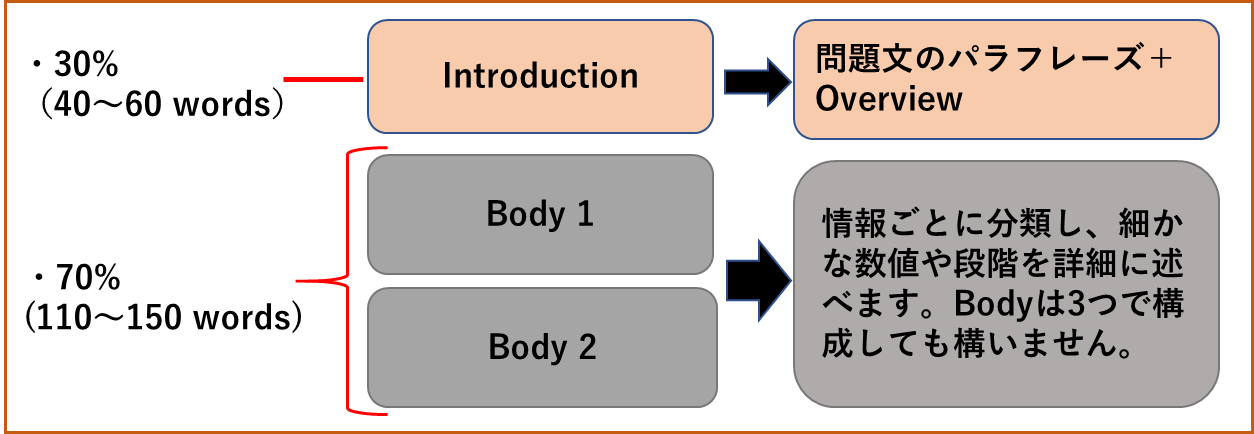 ・30%
（40～60 words）
Introduction
問題文のパラフレーズ＋
Overview
・70%
(110～150 words)
Body 1
Body 2
情報ごとに分類し、細か
な数値や段階を詳細に述
べます。Bodyは3つで構
成しても構いません。